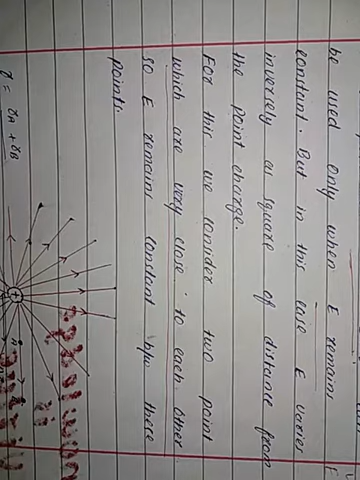 be used only when E remains
constant. But in this case E varies
inversely as square of distance from
the point charge.
For this we consider two point
which are very close to each other
so E remains constant b/w these
points.
r = rA + rB